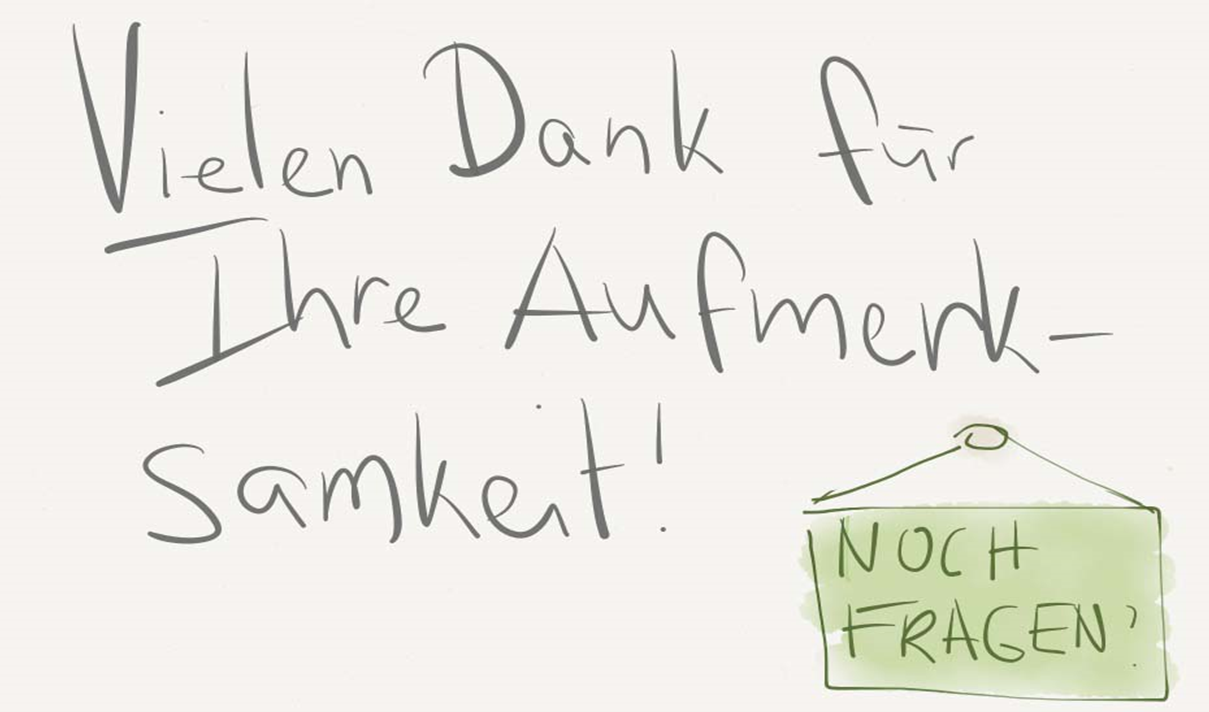 Vielen Dank für
Ihre Aufmerk-
samkeit!
NOCH
FRAGEN?